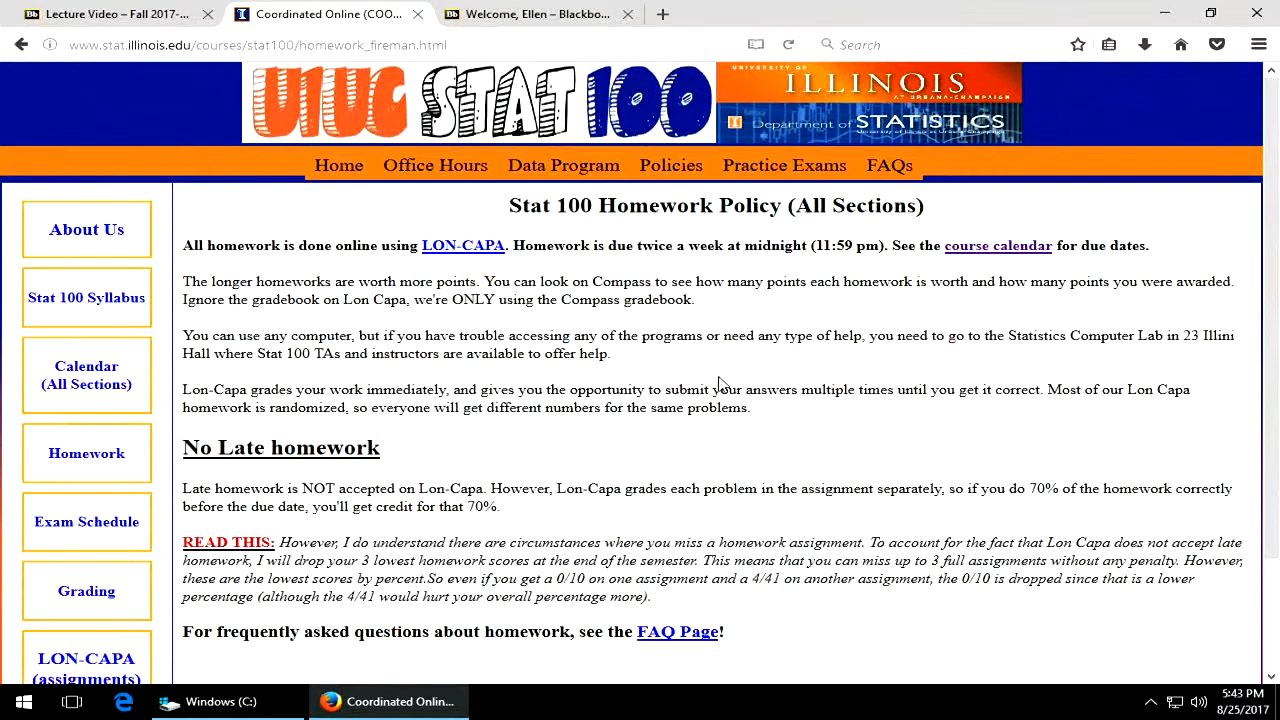 Lecture Video – Fall 2017-...
Coordinated Online (COO...
Welcome, Ellen – Blackbo...
www.stat.illinois.edu/courses/stat100/homework_fireman.html
Search
UIUC STAT 100
UNIVERSITY OF
ILLINOIS
AT URBANA-CHAMPAIGN
Department of STATISTICS
University of Illinois at Urbana-Champaign
Home Office Hours Data Program Policies Practice Exams FAQs
About Us
Stat 100 Syllabus
Calendar
(All Sections)
Homework
Exam Schedule
Grading
LON-CAPA
(assignments)
Stat 100 Homework Policy (All Sections)
All homework is done online using LON-CAPA. Homework is due twice a week at midnight (11:59 pm). See the course calendar for due dates.
The longer homeworks are worth more points. You can look on Compass to see how many points each homework is worth and how many points you were awarded.
Ignore the gradebook on Lon Capa, we're ONLY using the Compass gradebook.
You can use any computer, but if you have trouble accessing any of the programs or need any type of help, you need to go to the Statistics Computer Lab in 23 Illini
Hall where Stat 100 TAs and instructors are available to offer help.
Lon-Capa grades your work immediately, and gives you the opportunity to submit your answers multiple times until you get it correct. Most of our Lon Capa
homework is randomized, so everyone will get different numbers for the same problems.
No Late homework
Late homework is NOT accepted on Lon-Capa. However, Lon-Capa grades each problem in the assignment separately, so if you do 70% of the homework correctly
before the due date, you'll get credit for that 70%.
READ THIS: However, I do understand there are circumstances where you miss a homework assignment. To account for the fact that Lon Capa does not accept late
homework, I will drop your 3 lowest homework scores at the end of the semester. This means that you can miss up to 3 full assignments without any penalty. However,
these are the lowest scores by percent.So even if you get a 0/10 on one assignment and a 4/41 on another assignment, the 0/10 is dropped since that is a lower
percentage (although the 4/41 would hurt your overall percentage more).
For frequently asked questions about homework, see the FAQ Page!
Windows (C:)
Coordinated Onlin...
5:43 PM
8/25/2017